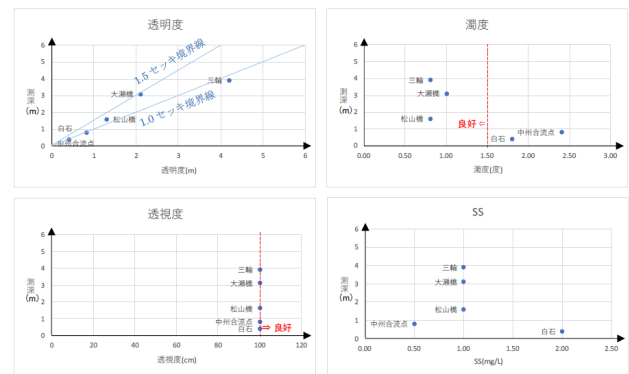 透明度
6
5
4
3
2
1
0
測深
(m)
1.5 セッキ境界線
1.0 セッキ境界線
三輪
大瀬橋
松山橋
白石
中州合流点
0 1 2 3 4 5 6
透明度(m)
濁度
6
5
4
3
2
1
0
測深
(m)
三輪
大瀬橋
松山橋
良好⇐
中州合流点
白石
0.00 0.50 1.00 1.50 2.00 2.50 3.00
濁度(度)
透視度
6
5
4
3
2
1
0
測深
(m)
三輪
大瀬橋
松山橋
中州合流点
白石
⇒ 良好
0 20 40 60 80 100 120
透視度(cm)
SS
6
5
4
3
2
1
0
測深
(m)
三輪
大瀬橋
松山橋
中州合流点
白石
0.00 0.50 1.00 1.50 2.00 2.50
SS(mg/L)